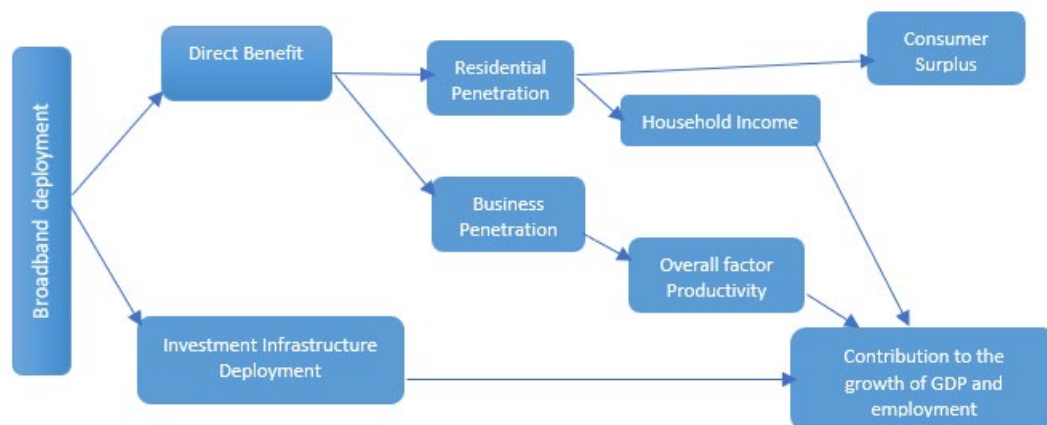 Broadband deployment
Direct Benefit
Residential
Penetration
Consumer
Surplus
Household Income
Business
Penetration
Overall factor
Productivity
Investment Infrastructure
Deployment
Contribution to the
growth of GDP and
employment